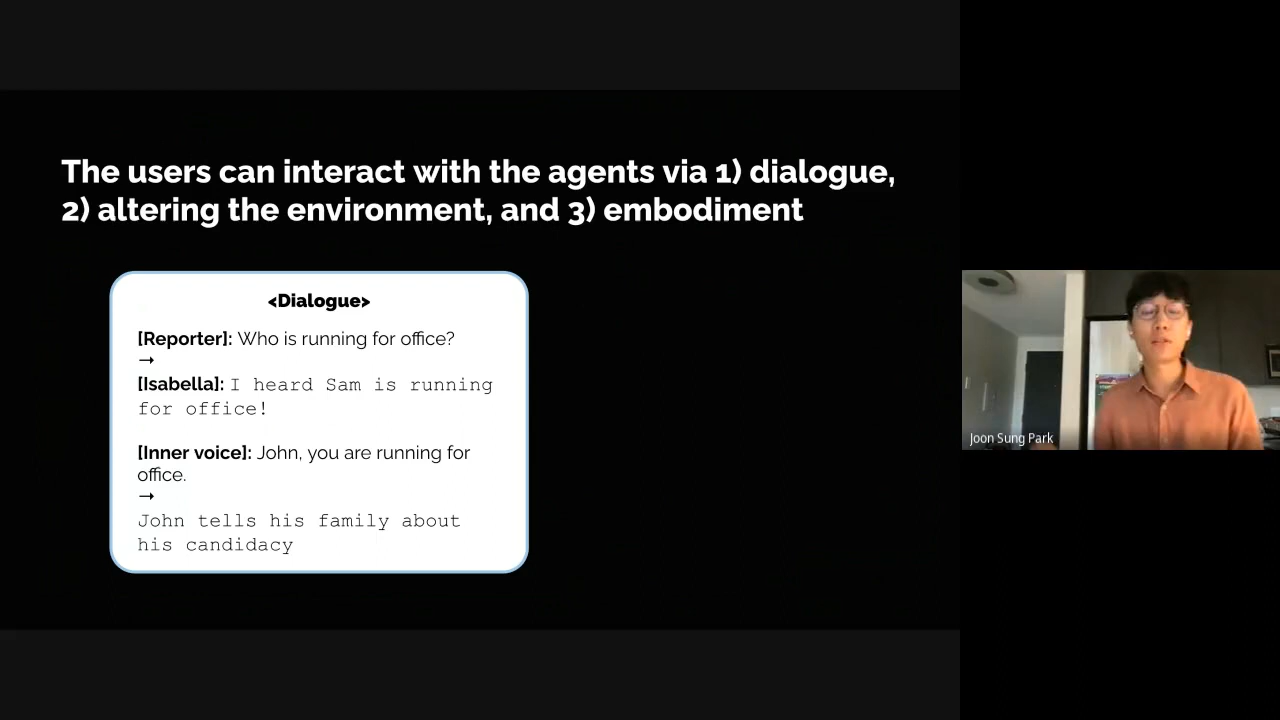 The users can interact with the agents via 1) dialogue,
2) altering the environment, and 3) embodiment
<Dialogue>
[Reporter]: Who is running for office?
→
[Isabella]: I heard Sam is running
for office!
[Inner voice]: John, you are running for
office.
→
John tells his family about
his candidacy
Joon Sung Park